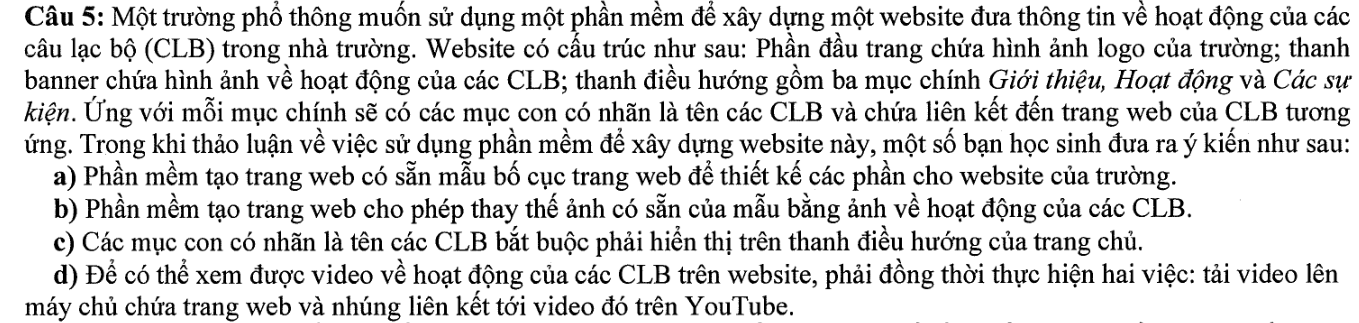 Câu 5: Một trường phổ thông muốn sử dụng một phần mềm để xây dựng một website đưa thông tin về hoạt động của các
câu lạc bộ (CLB) trong nhà trường. Website có cấu trúc như sau: Phần đầu trang chứa hình ảnh logo của trường; thanh
banner chứa hình ảnh về hoạt động của các CLB; thanh điều hướng gồm ba mục chính Giới thiệu, Hoạt động và Các sự
kiện. Ứng với mỗi mục chính sẽ có các mục con có nhãn là tên các CLB và chứa liên kết đến trang web của CLB tương
ứng. Trong khi thảo luận về việc sử dụng phần mềm để xây dựng website này, một số bạn học sinh đưa ra ý kiến như sau:
a) Phần mềm tạo trang web có sẵn mẫu bố cục trang web để thiết kế các phần cho website của trường.
b) Phần mềm tạo trang web cho phép thay thế ảnh có sẵn của mẫu bằng ảnh về hoạt động của các CLB.
c) Các mục con có nhãn là tên các CLB bắt buộc phải hiển thị trên thanh điều hướng của trang chủ.
d) Để có thể xem được video về hoạt động của các CLB trên website, phải đồng thời thực hiện hai việc: tải video lên
máy chủ chứa trang web và nhúng liên kết tới video đó trên YouTube.